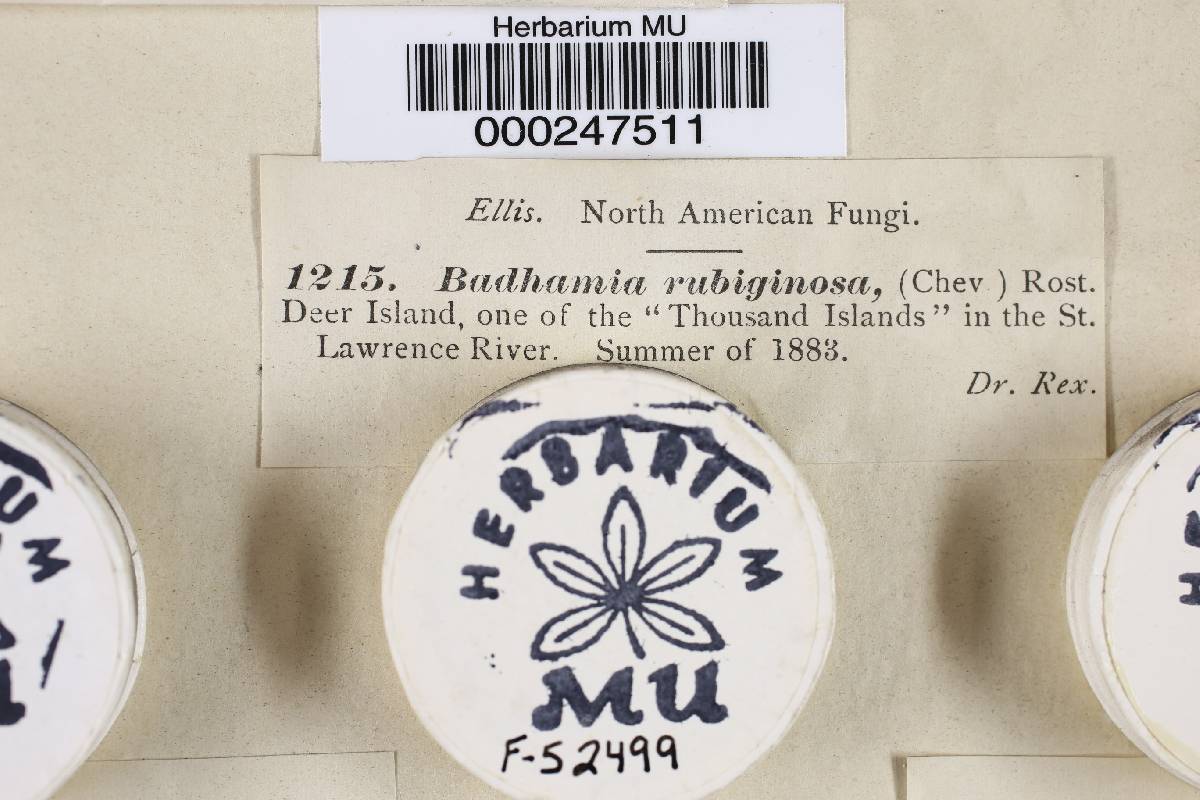 Herbarium MU
000247511
Ellis. North American Fungi.
1215. Badhamia rubiginosa, (Chev ) Rost.
Deer Island, one of the "Thousand Islands" in the St.
Lawrence River. Summer of 1883.
Dr. Rex.
HERBARIUM
MU
F-52499
UM
H